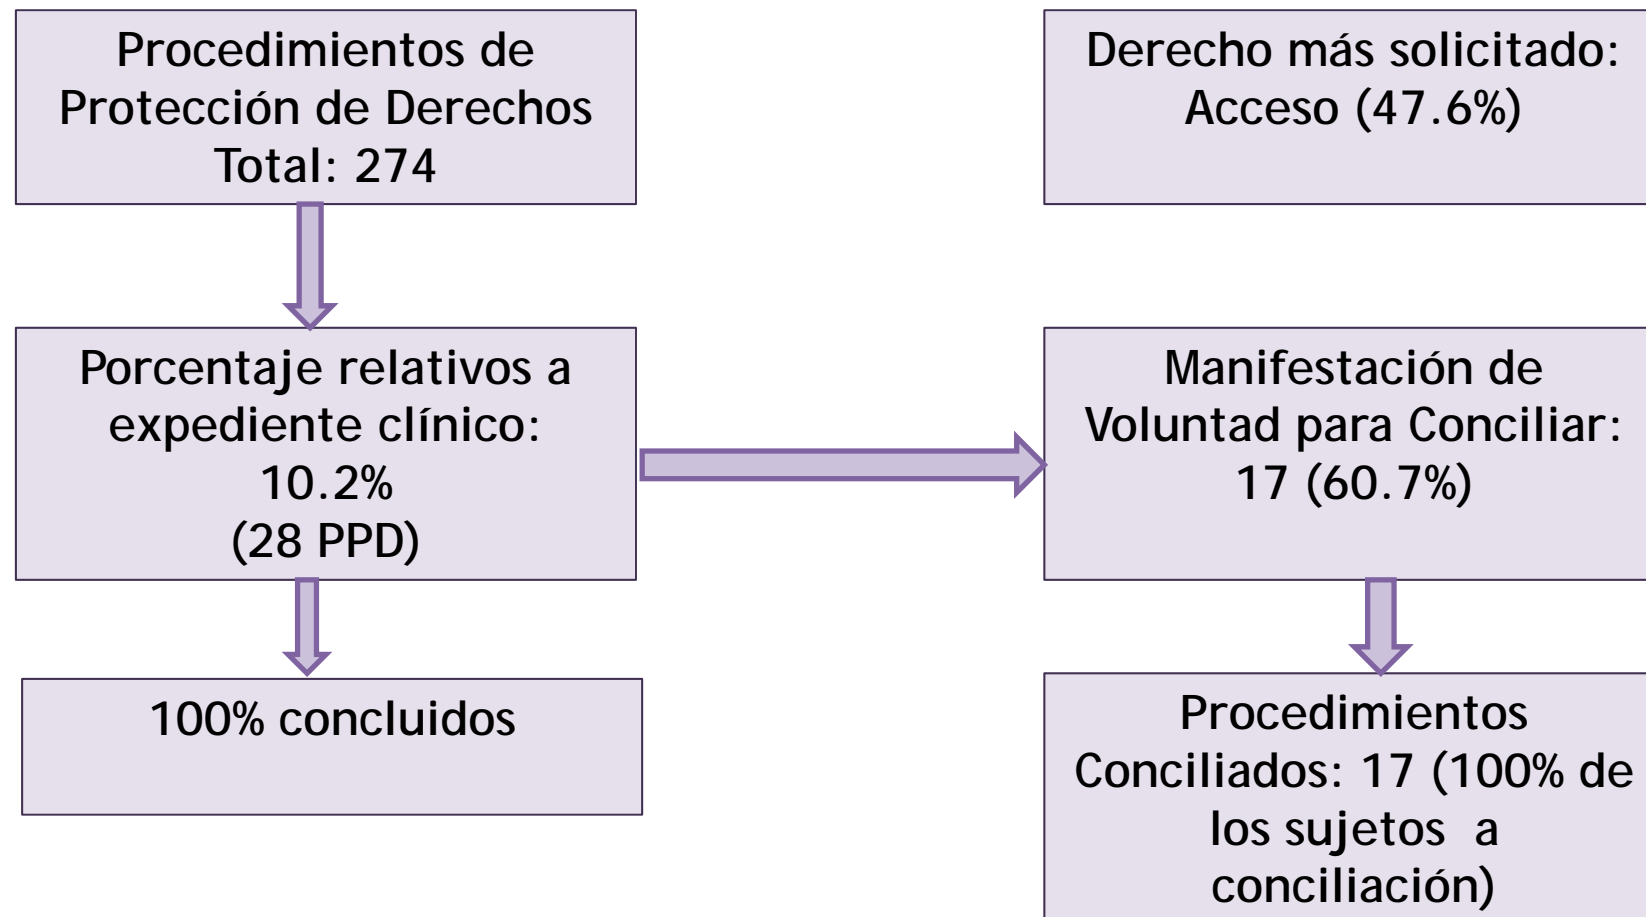 Procedimientos de
Protección de Derechos
Total: 274
Derecho más solicitado:
Acceso (47.6%)
Porcentaje relativos a
expediente clínico:
10.2%
(28 PPD)
Manifestación de
Voluntad para Conciliar:
17 (60.7%)
100% concluidos
Procedimientos
Conciliados: 17 (100% de
los sujetos a
conciliación)